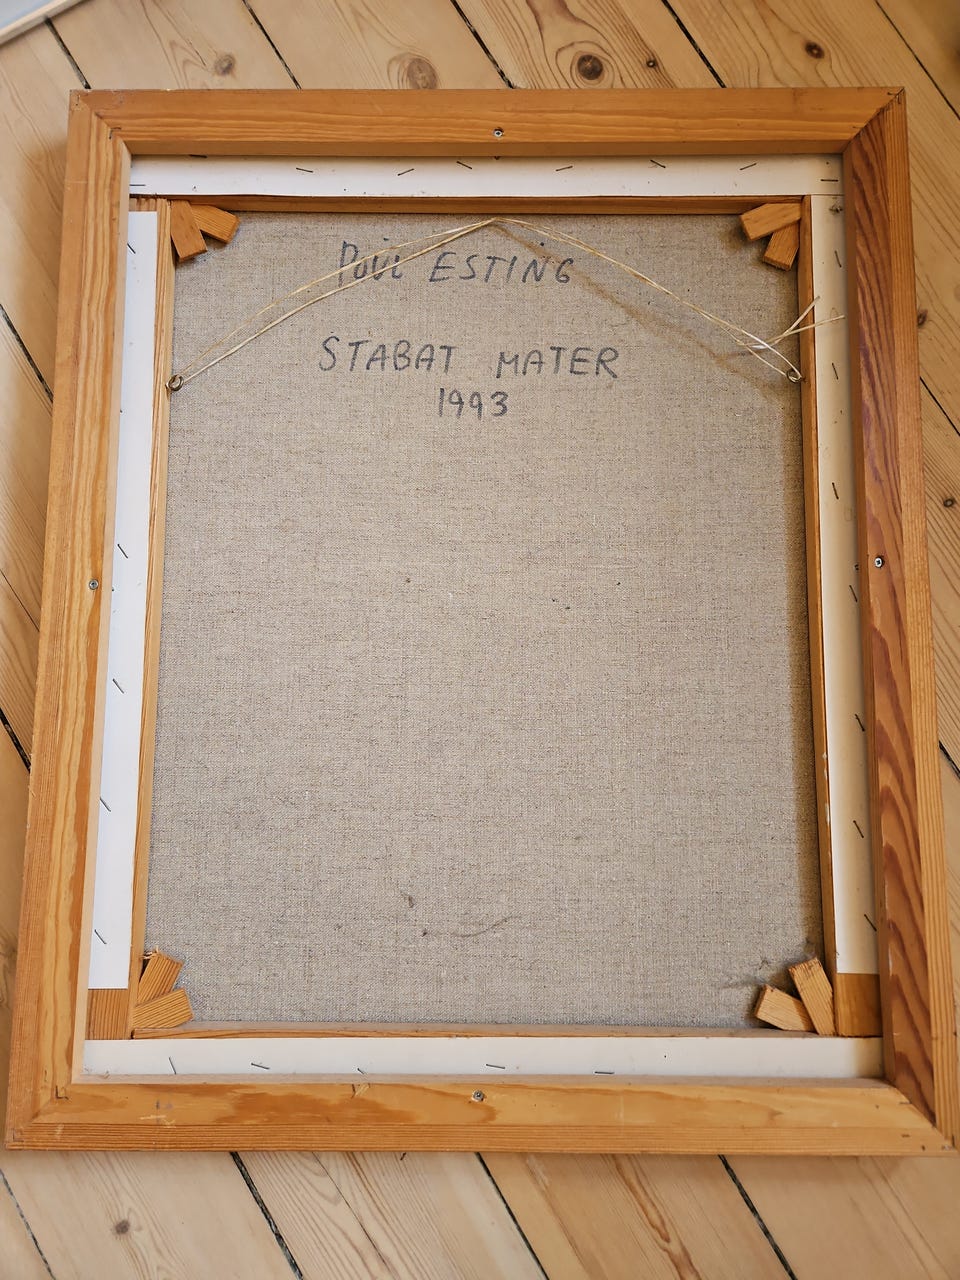 Poul ESTING
STABAT MATER
1993